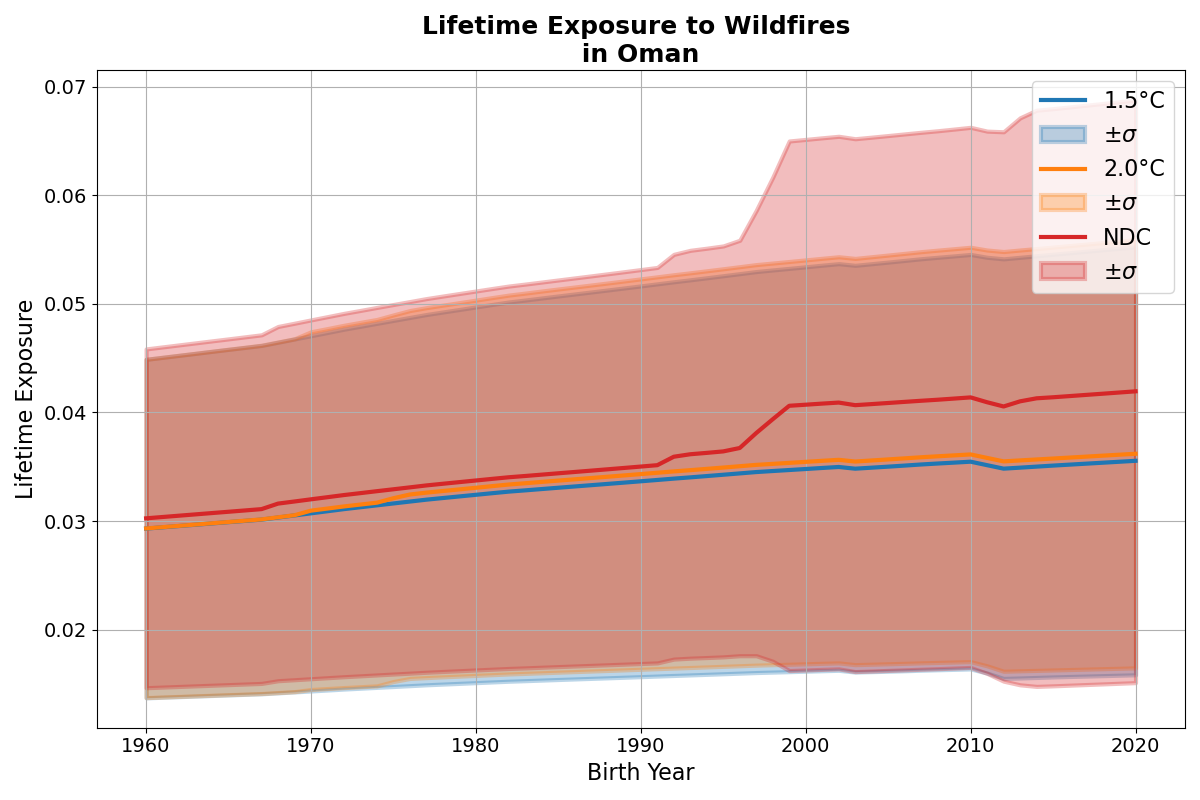 Lifetime Exposure to Wildfires
in Oman
0.07
0.06
0.05
0.04
0.03
0.02
Lifetime Exposure
1960
1970
1980
1990
2000
2010
2020
Birth Year
1.5°C
±σ
2.0°C
±σ
NDC
±σ